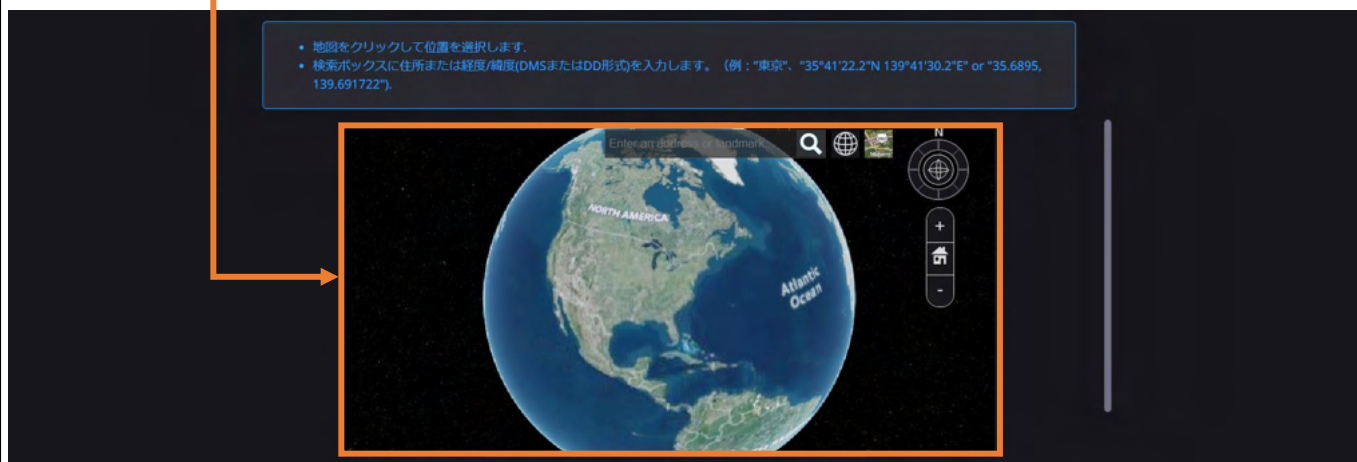 • 地図をクリックして位置を選択します.
• 検索ボックスに住所または経度/緯度(DMSまたはDD形式)を入力します。（例："東京"、"35°41'22.2"N 139°41'30.2"E" or "35.6895,
139.691722").
Enter an address or landmark
N
NORTH AMERICA
+
Atlantic
Ocean
-